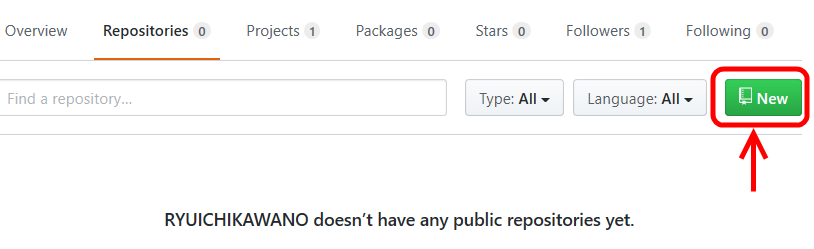 Overview Repositories 0 Projects 1 Packages 0 Stars 0 Followers 1 Following 0
Find a repository... Type: All Language: All New
RYUICHIKAWANO doesn’t have any public repositories yet.